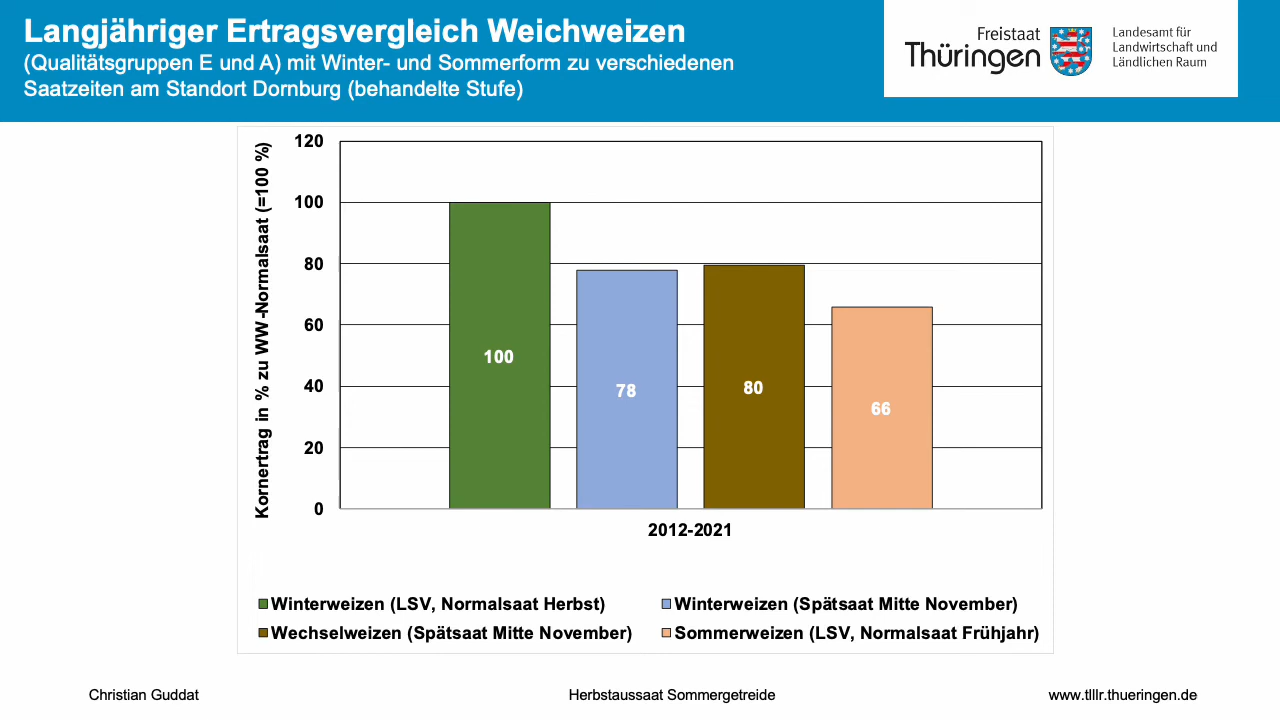 Langjähriger Ertragsvergleich Weichweizen
(Qualitätsgruppen E und A) mit Winter- und Sommerform zu verschiedenen
Saatzeiten am Standort Dornburg (behandelte Stufe)
Freistaat
Thüringen
Landesamt für
Landwirtschaft und
Ländlichen Raum
Kornertrag in % zu WW-Normalsaat (=100 %)
120
100
80
60
40
20
0
100
78
80
66
2012-2021
Winterweizen (LSV, Normalsaat Herbst)
Winterweizen (Spätsaat Mitte November)
Wechselweizen (Spätsaat Mitte November)
Sommerweizen (LSV, Normalsaat Frühjahr)
Christian Guddat
Herbstaussaat Sommergetreide
www.tlllr.thueringen.de